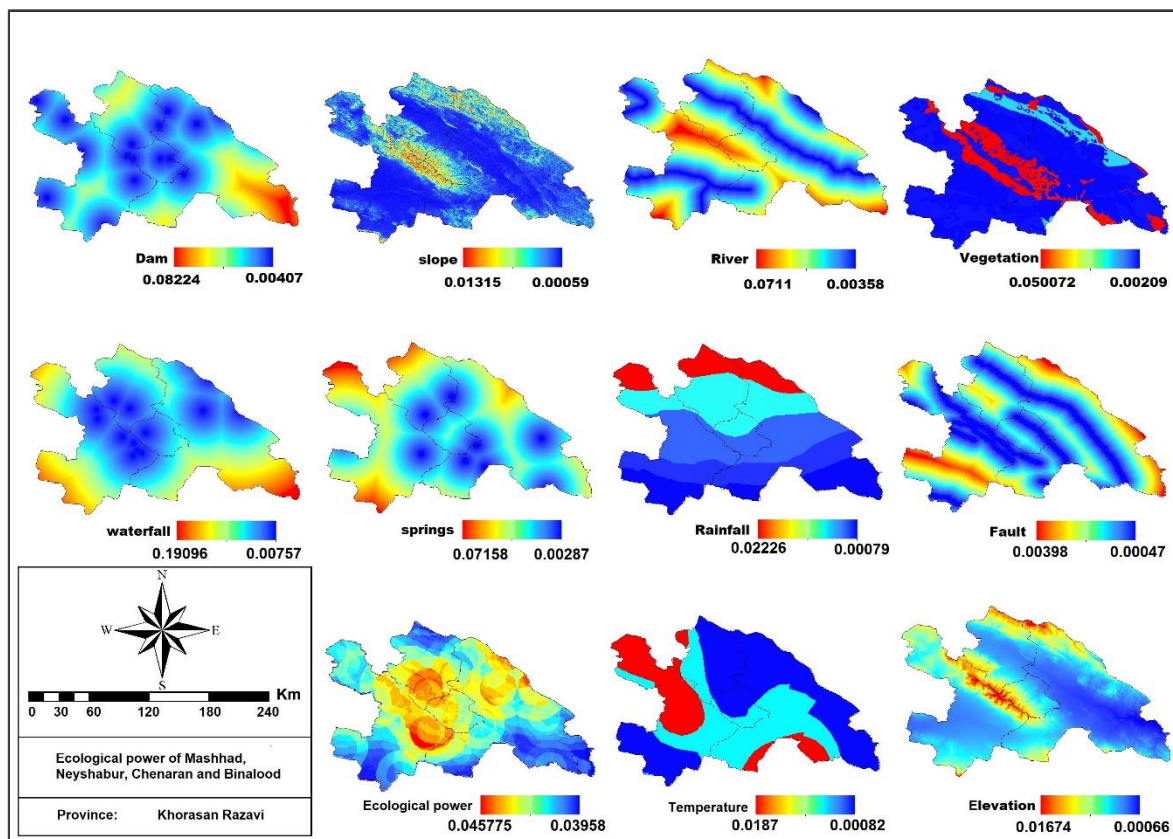 Dam
0.08224 0.00407
slope
0.01315 0.00059
River
0.0711 0.00358
Vegetation
0.050072 0.00209
waterfall
0.19096 0.00757
springs
0.07158 0.00287
Rainfall
0.02226 0.00079
Fault
0.00398 0.00047
N
W E
S
Km
0 30 60 120 180 240
Ecological power of Mashhad,
Neyshabur, Chenaran and Binalood
Province: Khorasan Razavi
Ecological power
0.045775 0.03958
Temperature
0.0187 0.00082
Elevation
0.01674 0.00066